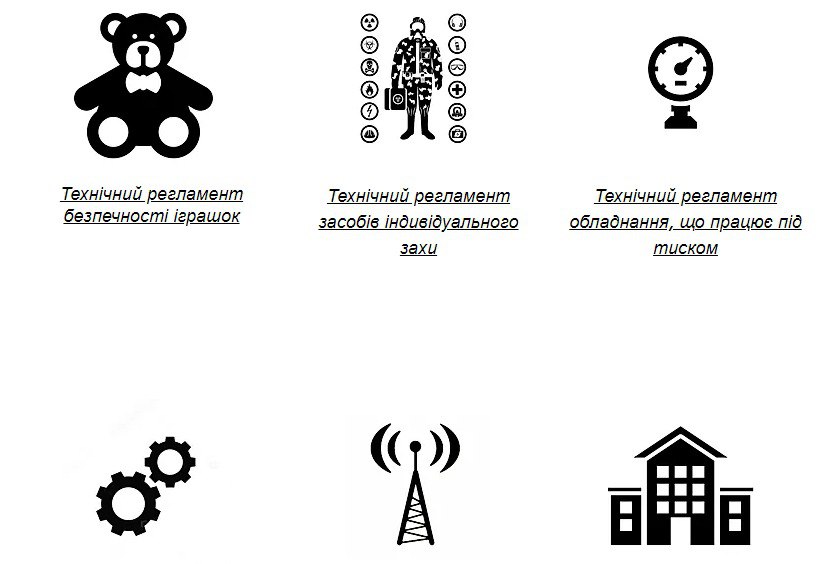 Технічний регламент
безпечності іграшок
Технічний регламент
засобів індивідуального
захи
Технічний регламент
обладнання, що працює під
тиском